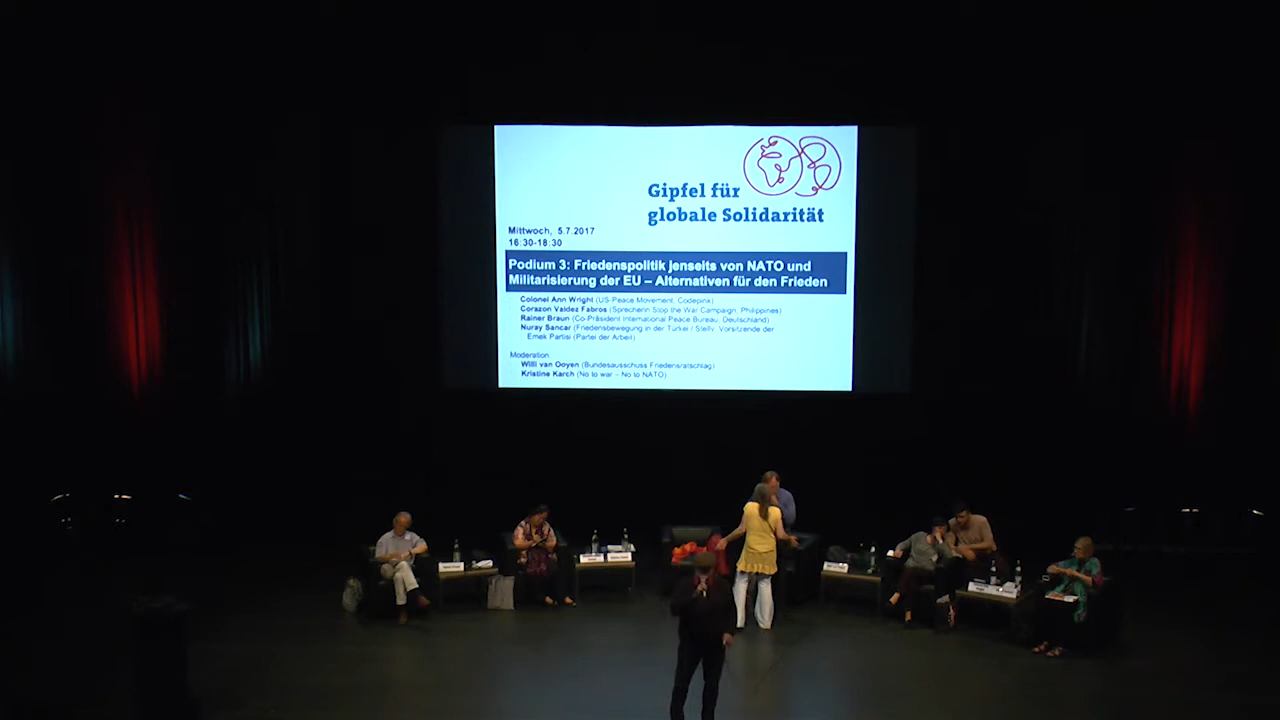 Gipfel für
globale Solidarität
Mittwoch, 5.7.2017
16:30-18:30
Podium 3: Friedenspolitik jenseits von NATO und
Militarisierung der EU – Alternativen für den Frieden
Colonel Ann Wright (US-Peace Movement, Codepink)
Corazon Valdez Fabros (Sprecherin Stop the War Campaign, Philippines)
Rainer Braun (Co-Präsident International Peace Bureau, Deutschland)
Nuray Sancar (Friedensbewegung in der Türkei / Stellv. Vorsitzende der
Emek Partisi (Partei der Arbeit)
Moderation
Willi van Ooyen (Bundesausschuss Friedensratschlag)
Kristine Karch (No to war – No to NATO)